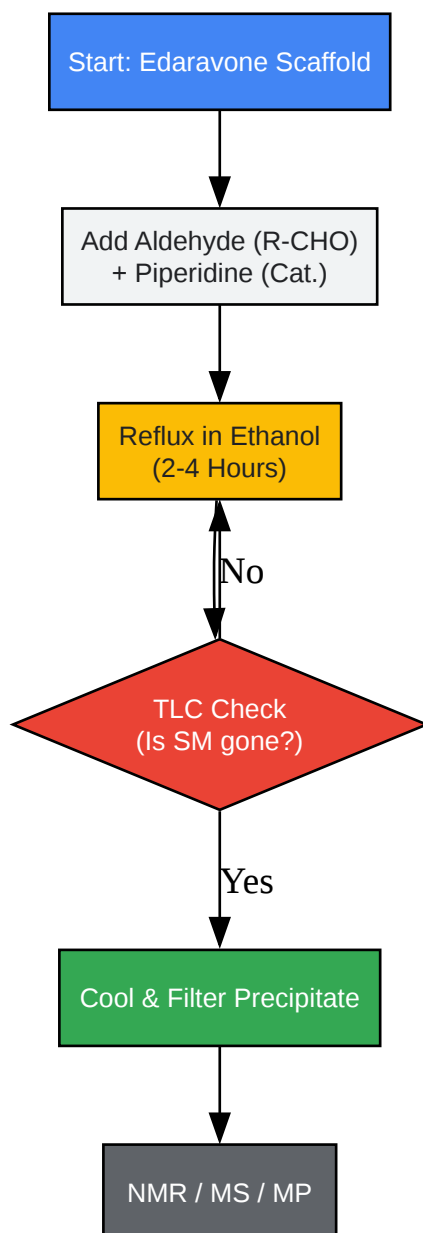 Start: Edaravone Scaffold
Add Aldehyde (R-CHO)
+ Piperidine (Cat.)
Reflux in Ethanol
(2-4 Hours)
No
TLC Check
(Is SM gone?)
Yes
Cool & Filter Precipitate
NMR / MS / MP